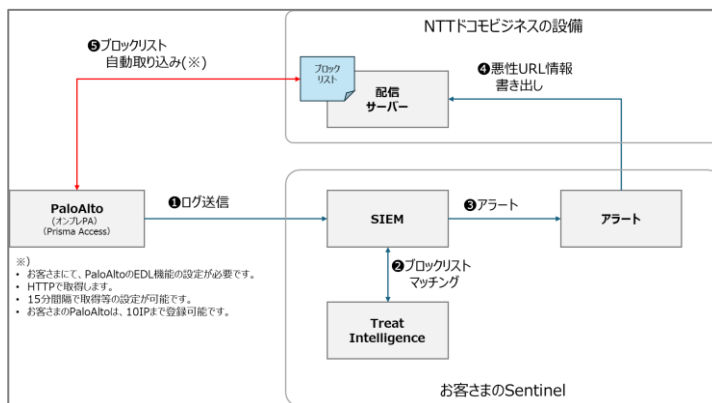 NTTドコモビジネスの設備
❺ブロックリスト
自動取り込み(※)
ブロック
リスト
配信
サーバー
❹悪性URL情報
書き出し
PaloAlto
(オンプレPA)
(Prisma Access)
❶ログ送信
SIEM
❸アラート
アラート
❷ブロックリスト
マッチング
Treat
Intelligence
※)
• お客さまにて、PaloAltoのEDL機能の設定が必要です。
• HTTPで取得します。
• 15分間隔で取得等の設定が可能です。
• お客さまのPaloAltoは、10IPまで登録可能です。
お客さまのSentinel